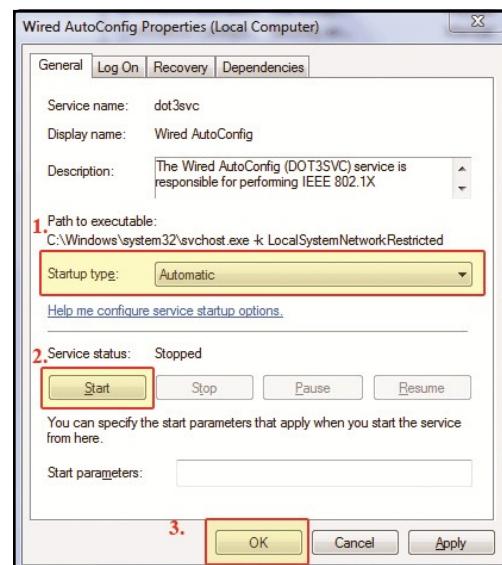 Wired AutoConfig Properties (Local Computer)
General Log On Recovery Dependencies
Service name: dot3svc
Display name: Wired AutoConfig
Description: The Wired AutoConfig (DOT3SVC) service is
responsible for performing IEEE 802.1X
1. Path to executable:
C:\Windows\system32\svchost.exe -k LocalSystemNetworkRestricted
Startup type: Automatic
Help me configure service startup options.
2. Service status: Stopped
Start Stop Pause Resume
You can specify the start parameters that apply when you start the service
from here.
Start parameters:
3.
OK Cancel Apply